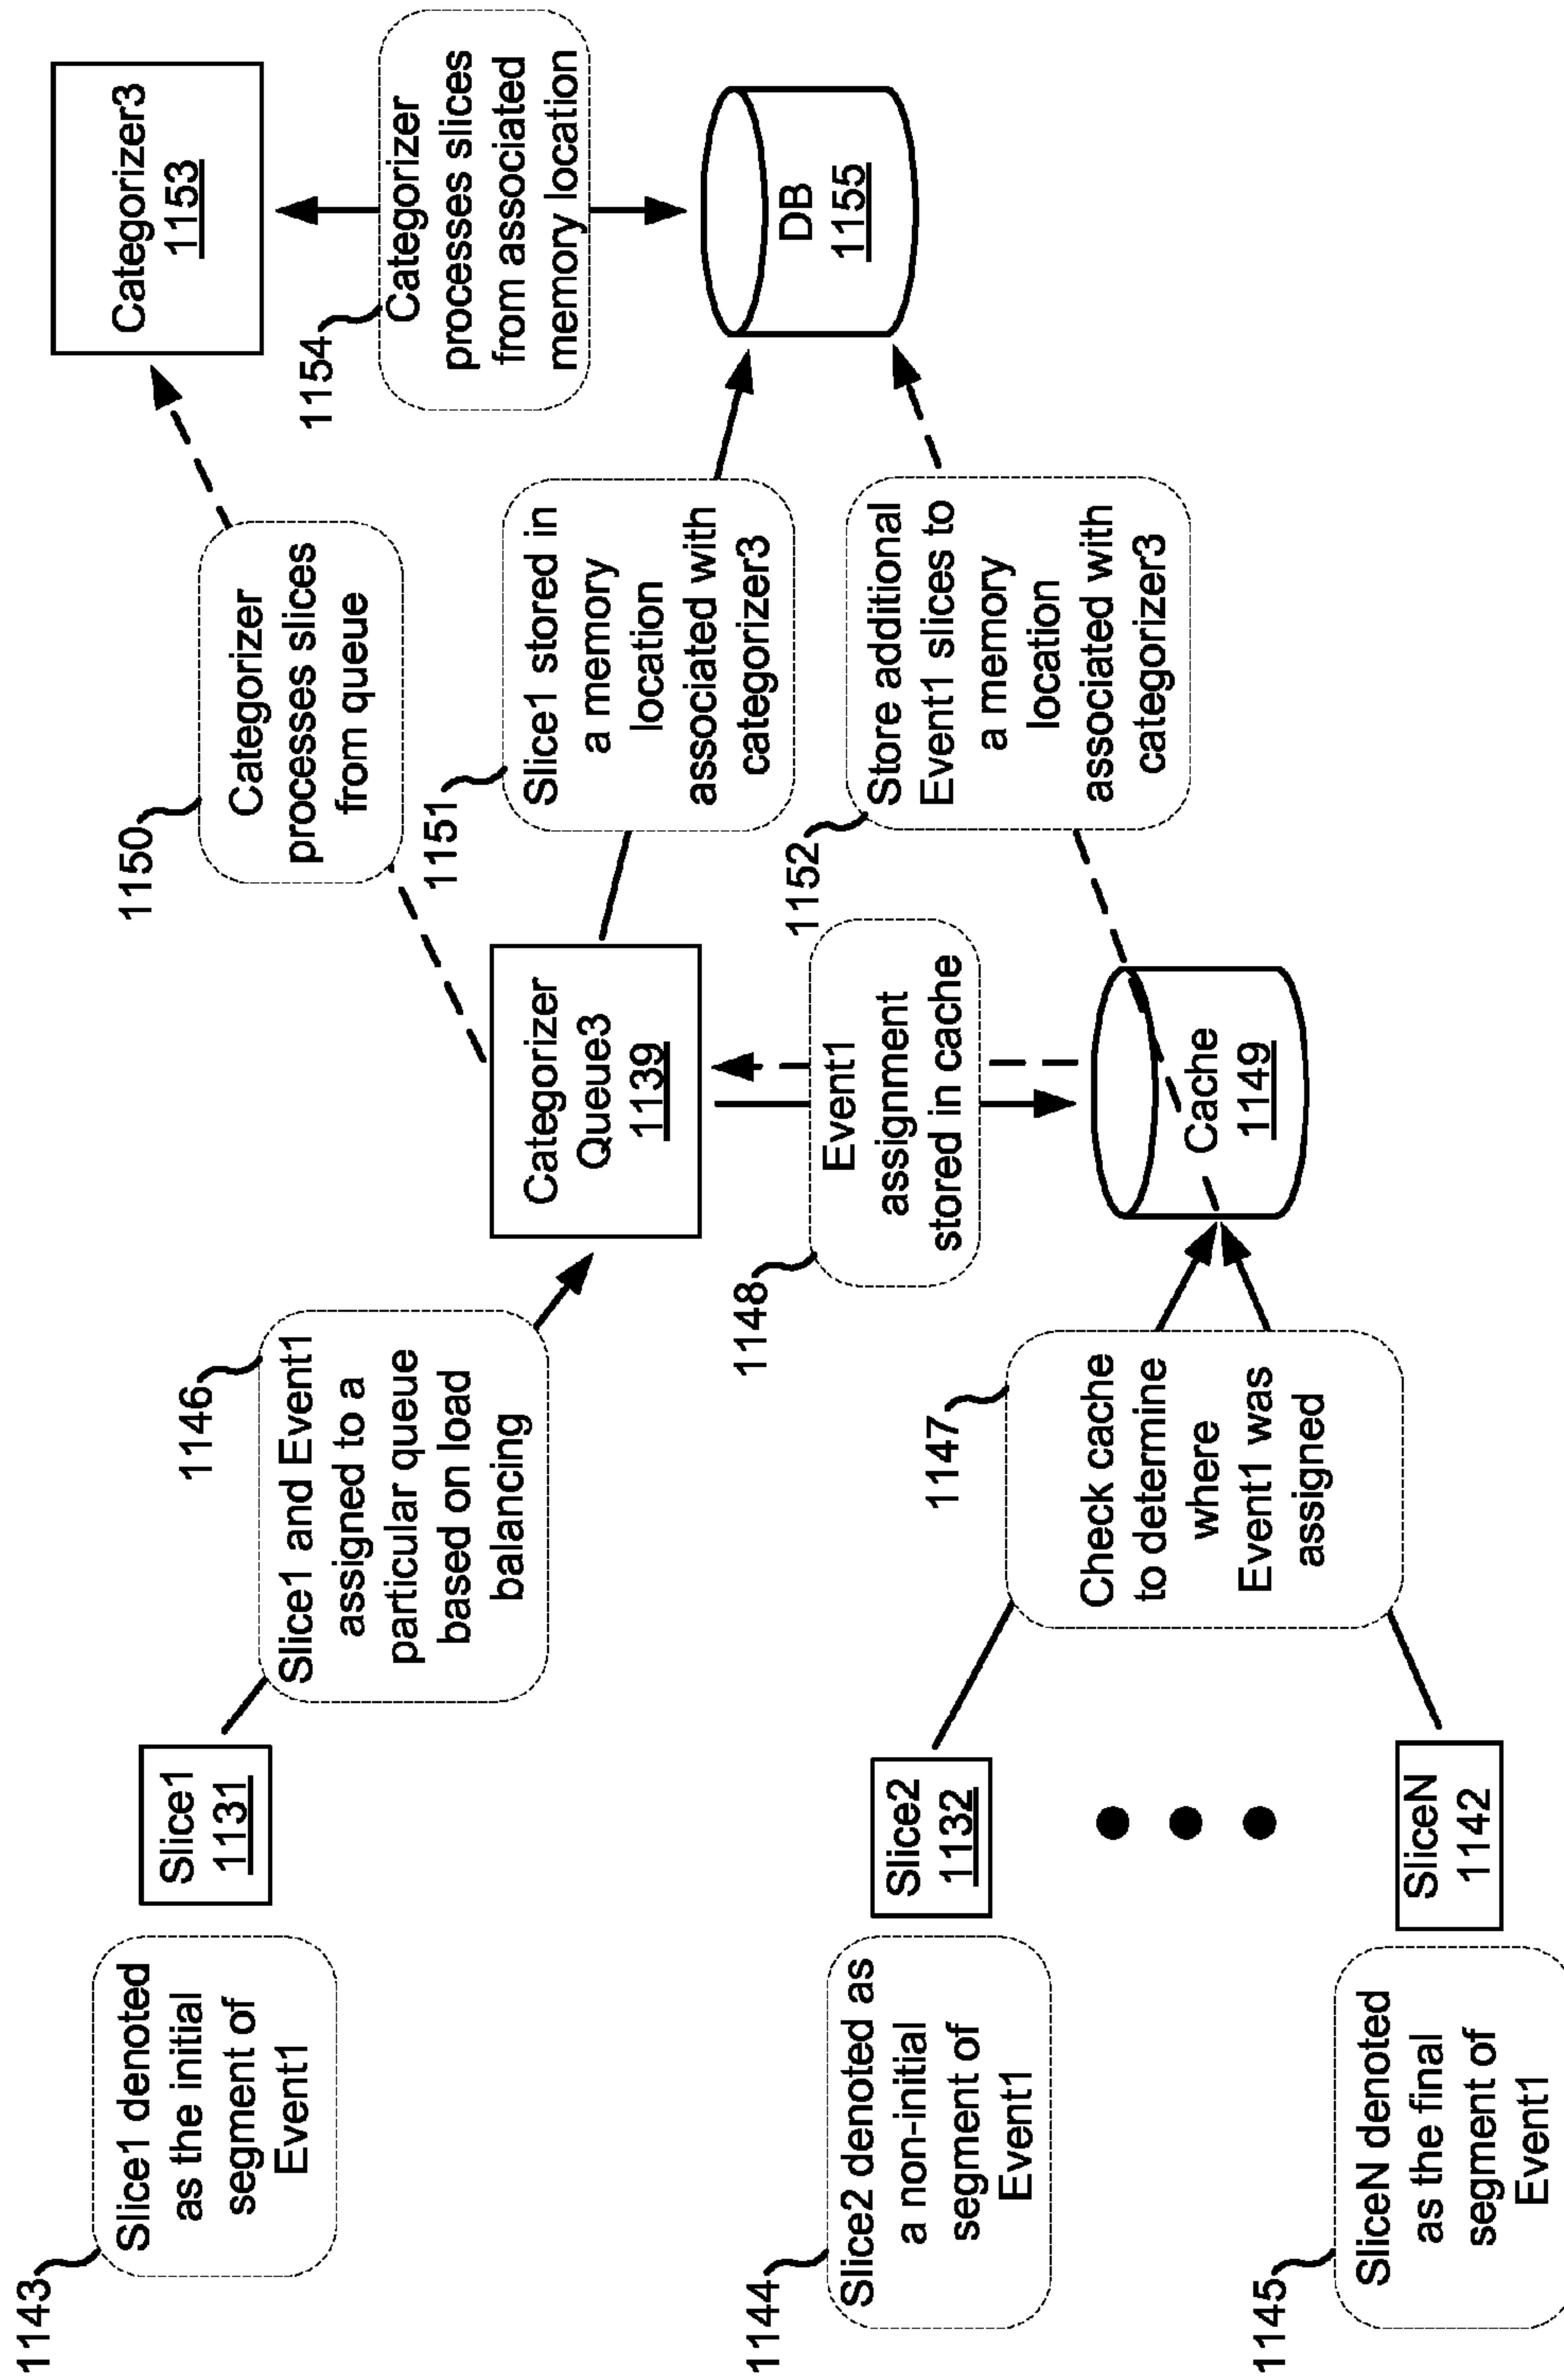 1143
Slice1 denoted
as the initial
segment of
Event1
Slice1
1131
1146
Slice1 and Event1
assigned to a
particular queue
based on load
balancing
Categorizer
Queue3
1139
1150
Categorizer
processes slices
from queue
Categorizer3
1153
1151
Slice1 stored in
a memory
location
associated with
categorizer3
1154
Categorizer
processes slices
from associated
memory location
1144
Slice2 denoted as
a non-initial
segment of
Event1
Slice2
1132
1147
Check cache
to determine
where
Event1 was
assigned
1148
Event1
assignment
stored in cache
Cache
1149
1152
Store additional
Event1 slices to
a memory
location
associated with
categorizer3
DB
1155
1145
SliceN denoted
as the final
segment of
Event1
SliceN
1142